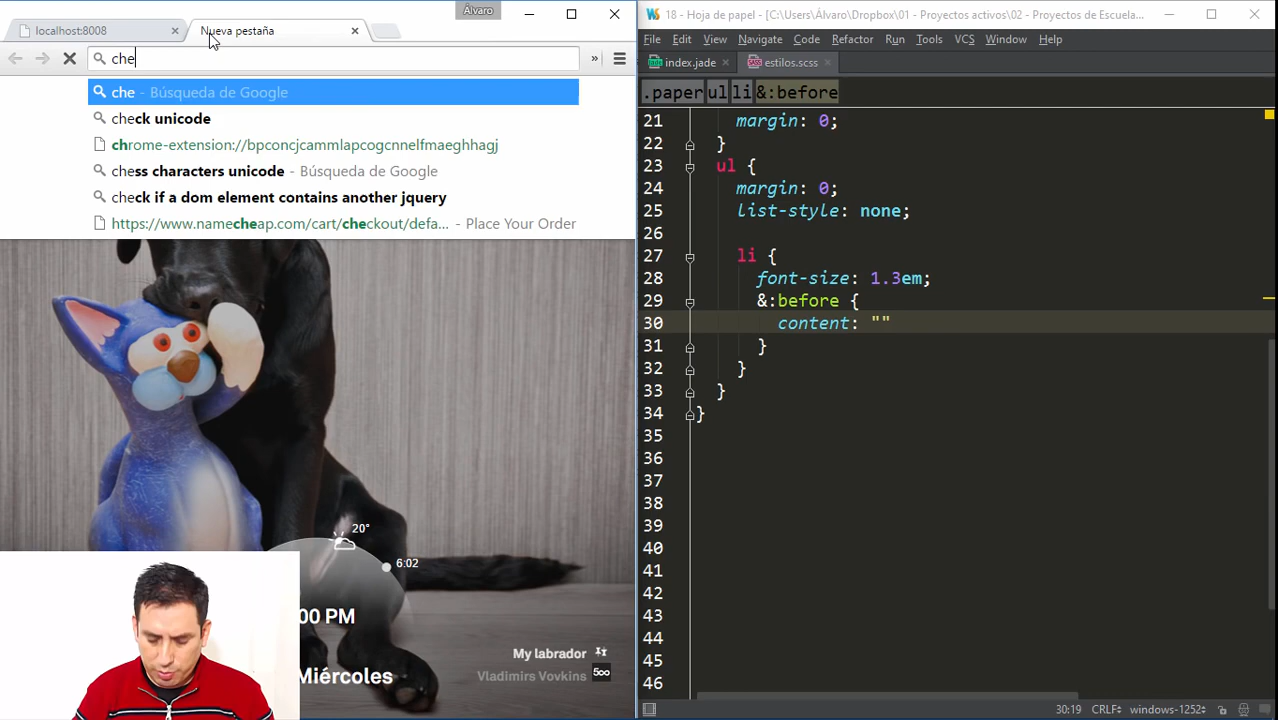 Álvaro
localhost:8008
Nueva pestaña
che
»
che - Búsqueda de Google
check unicode
chrome-extension://bpconcjcammlapcogcnnelfmaeghhagj
chess characters unicode - Búsqueda de Google
check if a dom element contains another jquery
https://www.namecheap.com/cart/checkout/defa... - Place Your Order
20°
6:02
00 PM
Miércoles
My labrador
Vladimirs Vovkins
500
WS 18 - Hoja de papel - [C:\Users\Álvaro\Dropbox\01 - Proyectos activos\02 - Proyectos de Escuela...
File Edit View Navigate Code Refactor Run Tools VCS Window Help
index.jade estilos.scss
.paper ul li &:before
21 margin: 0;
22 }
23 ul {
24 margin: 0;
25 list-style: none;
26
27 li {
28 font-size: 1.3em;
29 &:before {
30 content: ""
31 }
32 }
33 }
34 }
35
36
37
38
39
40
41
42
43
44
45
46
30:19 CRLF windows-1252